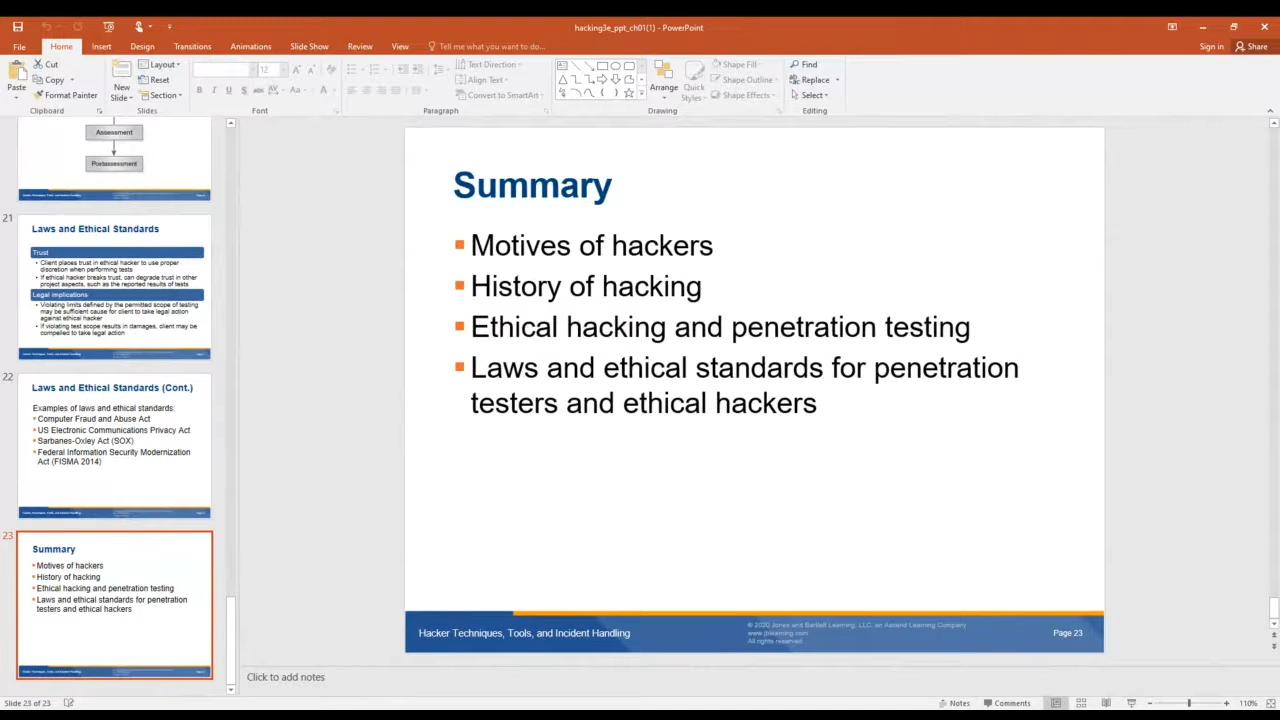 hacking3e_ppt_ch01(1) - PowerPoint
File Home Insert Design Transitions Animations Slide Show Review View Tell me what you want to do... Sign in Share
Cut
Copy
Format Painter
Paste
Clipboard
New
Slide
Layout
Reset
Section
Slides
12
Font
Paragraph
Text Direction
Align Text
Convert to SmartArt
Arrange
Quick
Styles
Shape Fill
Shape Outline
Shape Effects
Drawing
Find
Replace
Select
Editing
Assessment
Postassessment
21
Laws and Ethical Standards
Trust
• Client places trust in ethical hacker to use proper
discretion when performing tests
• If ethical hacker breaks trust, can degrade trust in other
project aspects, such as the reported results of tests
Legal implications
• Violating limits defined by the permitted scope of testing
may be sufficient cause for client to take legal action
against ethical hacker
• If violating test scope results in damages, client may be
compelled to take legal action
22
Laws and Ethical Standards (Cont.)
Examples of laws and ethical standards:
Computer Fraud and Abuse Act
US Electronic Communications Privacy Act
Sarbanes-Oxley Act (SOX)
Federal Information Security Modernization
Act (FISMA 2014)
23
Summary
Motives of hackers
History of hacking
Ethical hacking and penetration testing
Laws and ethical standards for penetration
testers and ethical hackers
Summary
Motives of hackers
History of hacking
Ethical hacking and penetration testing
Laws and ethical standards for penetration
testers and ethical hackers
Hacker Techniques, Tools, and Incident Handling
© 2020 Jones and Bartlett Learning, LLC, an Ascend Learning Company
www.jblearning.com
All rights reserved.
Page 23
Click to add notes
Slide 23 of 23
Notes
Comments
110%